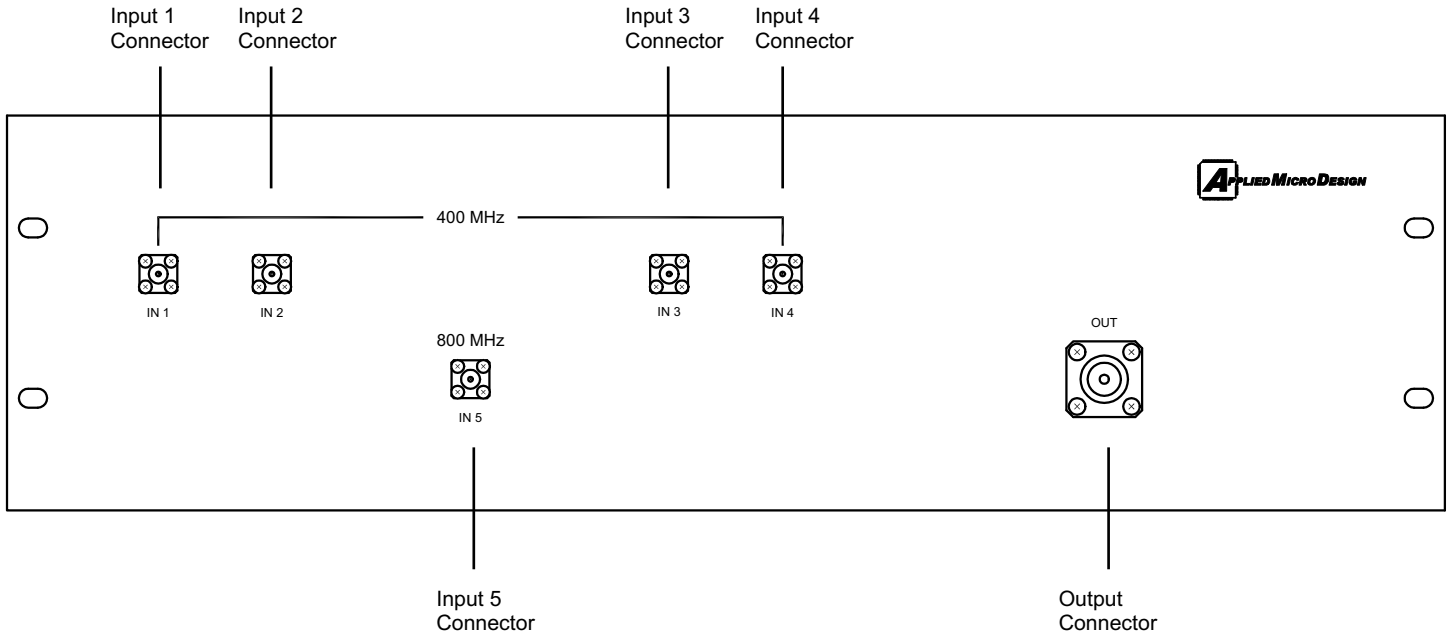 Input 1
Connector
Input 2
Connector
Input 3
Connector
Input 4
Connector
APPLIED MICRO DESIGN
400 MHz
IN 1
IN 2
IN 3
IN 4
800 MHz
IN 5
OUT
Input 5
Connector
Output
Connector